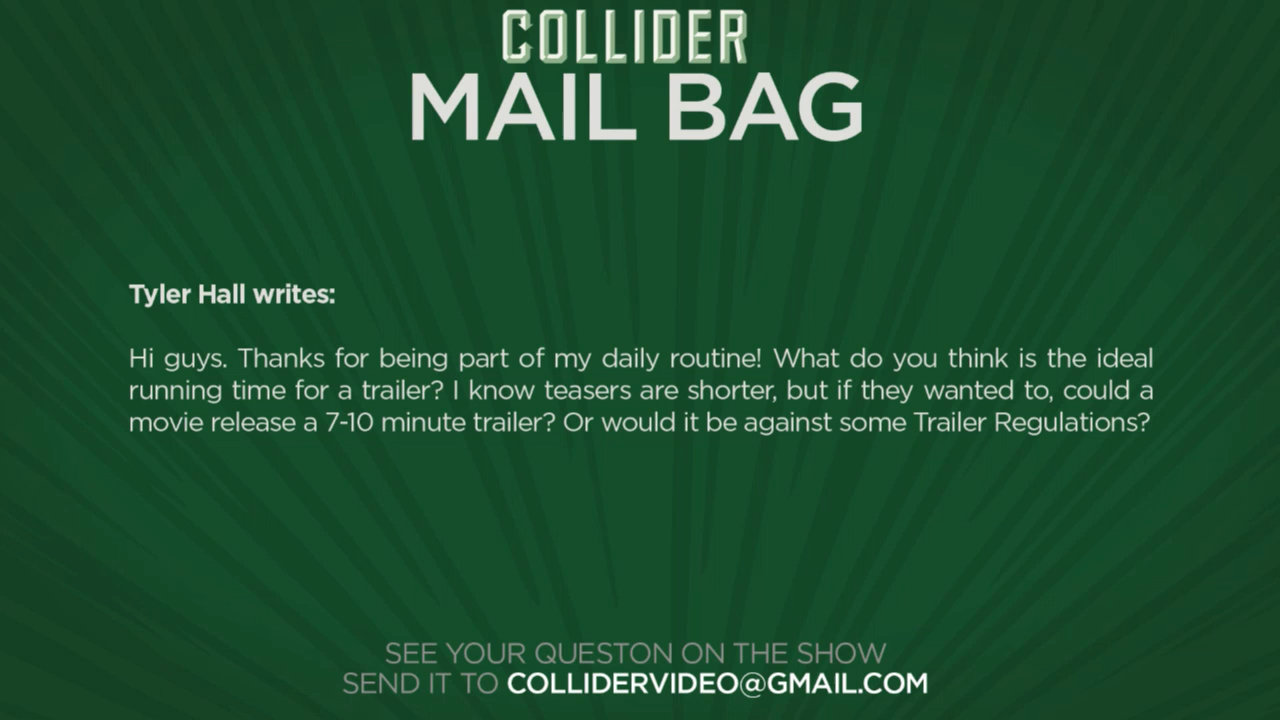 COLLIDER
MAIL BAG
Tyler Hall writes:
Hi guys. Thanks for being part of my daily routine! What do you think is the ideal
running time for a trailer? I know teasers are shorter, but if they wanted to, could a
movie release a 7-10 minute trailer? Or would it be against some Trailer Regulations?
SEE YOUR QUESTON ON THE SHOW
SEND IT TO COLLIDERVIDEO@GMAIL.COM